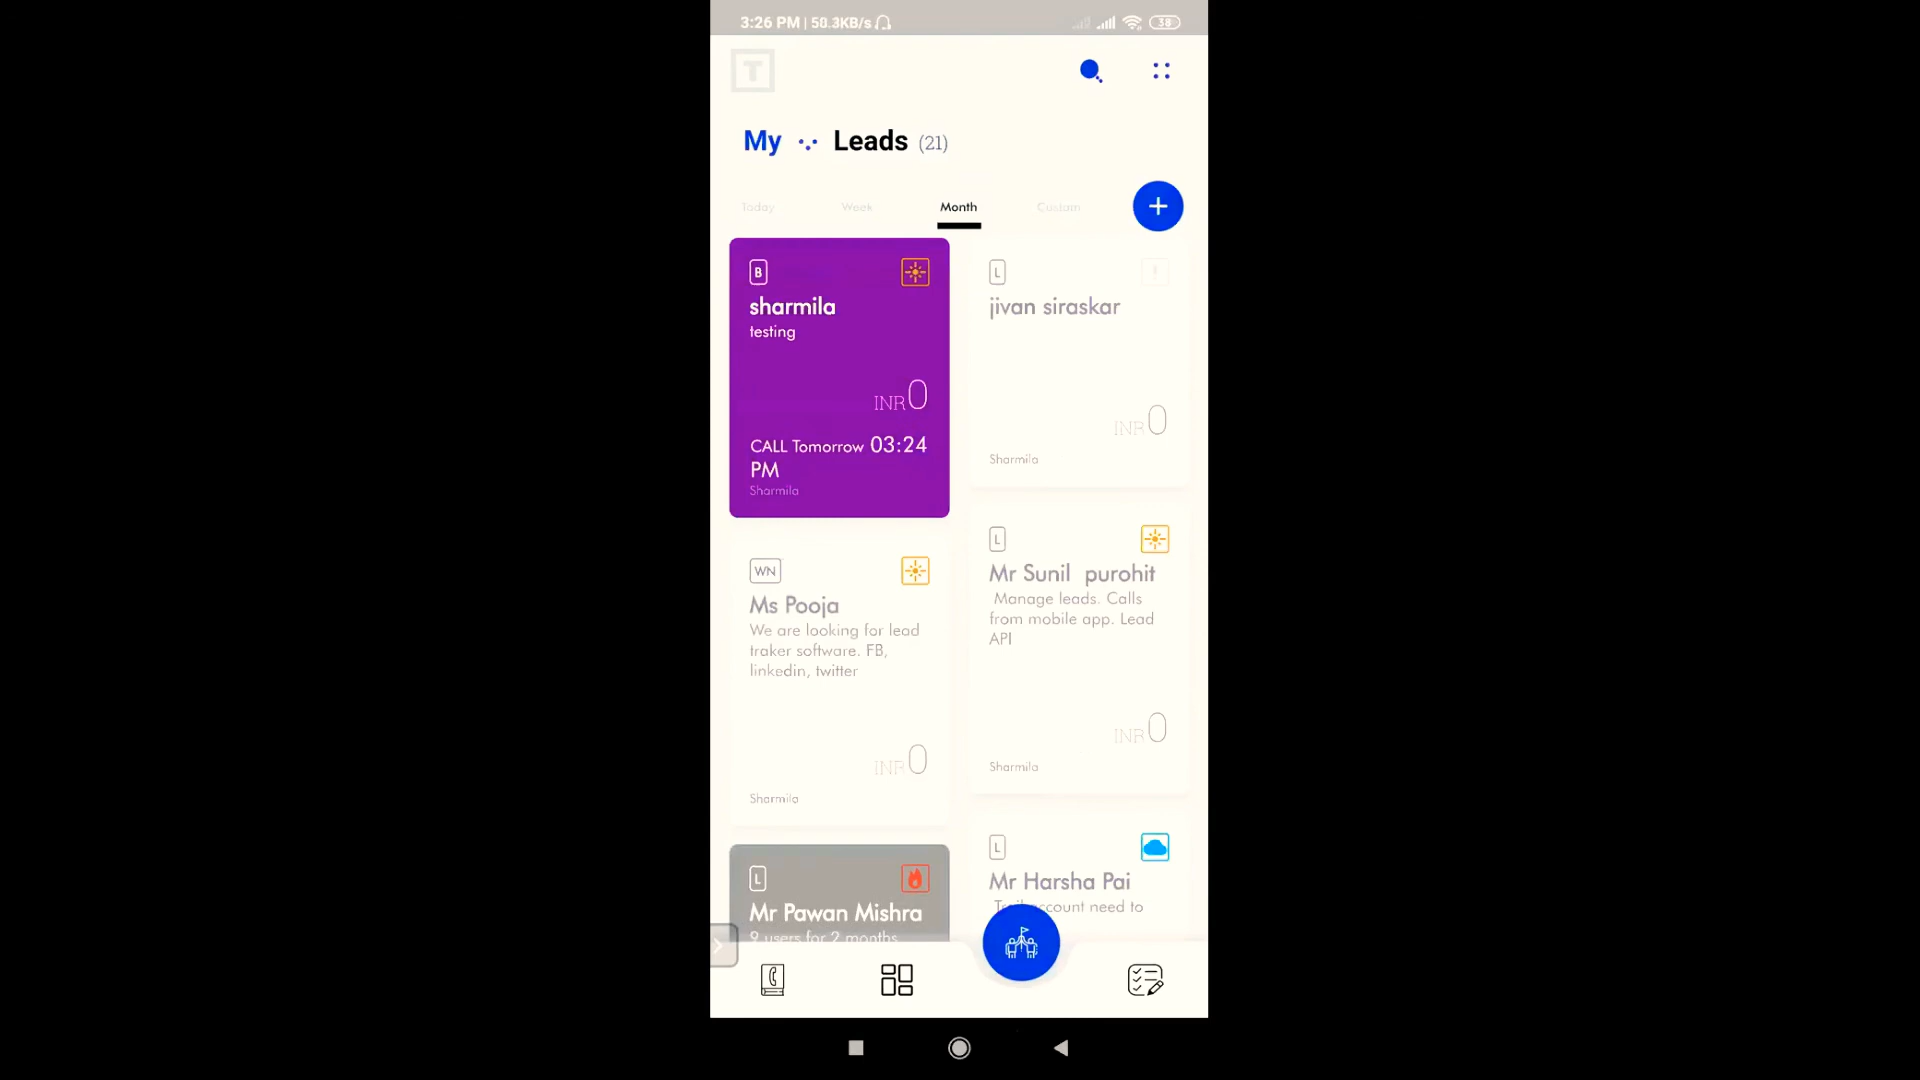 3:26 PM | 50.3KB/s
38
T
My Leads (21)
Today Week Month Custom
B
sharmila
testing
INR 0
CALL Tomorrow 03:24
PM
Sharmila
L
jivan siraskar
INR 0
Sharmila
WN
Ms Pooja
We are looking for lead
traker software. FB,
linkedin, twitter
INR 0
Sharmila
L
Mr Sunil purohit
Manage leads. Calls
from mobile app. Lead
API
INR 0
Sharmila
L
Mr Pawan Mishra
9 users for 2 months
L
Mr Harsha Pai
account need to